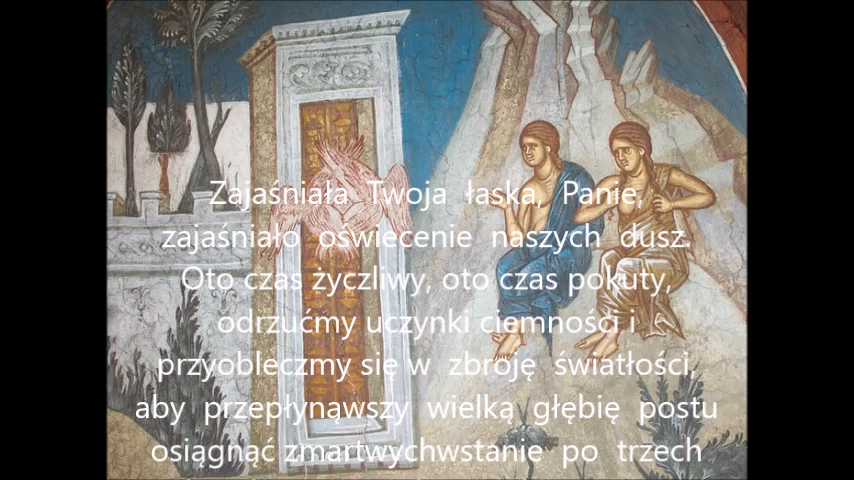 Zajaśniała Twoja łaska, Panie,
zajaśniało oświecenie naszych dusz.
Oto czas życzliwy, oto czas pokuty,
odrzućmy uczynki ciemności i
przyobleczmy się w zbroję światłości,
aby przepłynąwszy wielką głębię postu
osiągnąć zmartwychwstanie po trzech